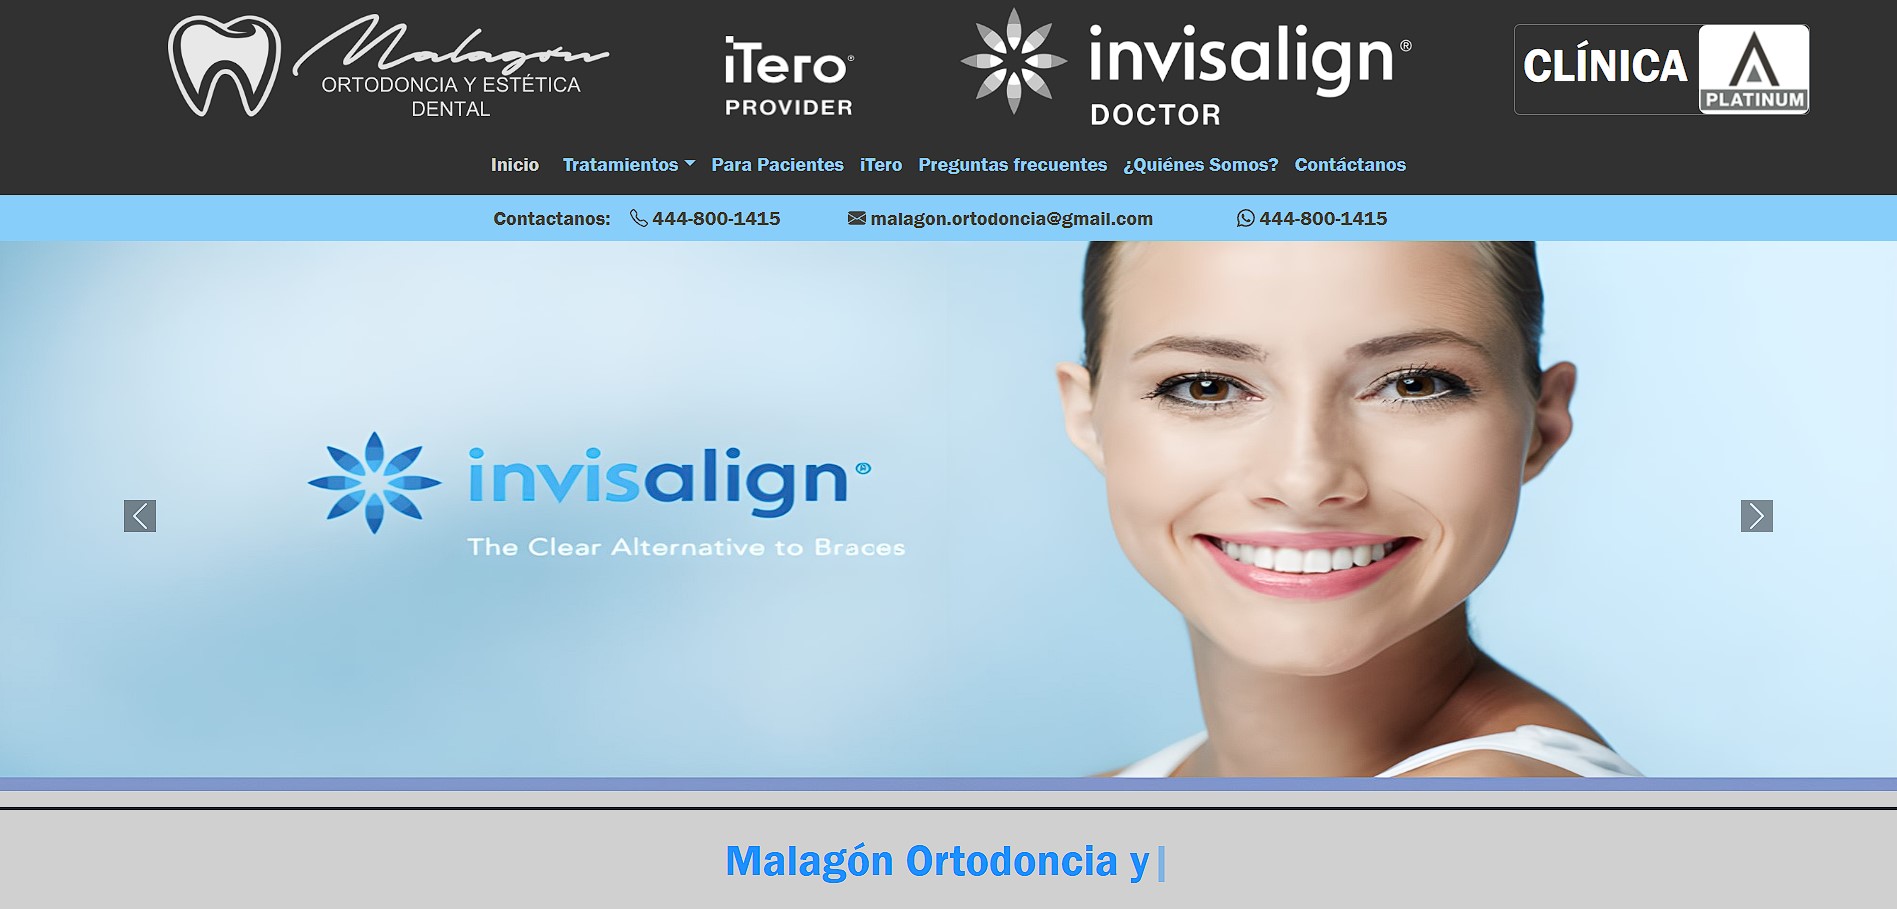 Malagón
ORTODONCIA Y ESTÉTICA
DENTAL
iTero®
PROVIDER
invisalign®
DOCTOR
CLÍNICA
PLATINUM
Inicio Tratamientos Para Pacientes iTero Preguntas frecuentes ¿Quiénes Somos? Contáctanos
Contactanos: 444-800-1415 malagon.ortodoncia@gmail.com 444-800-1415
invisalign®
The Clear Alternative to Braces
Malagón Ortodoncia y